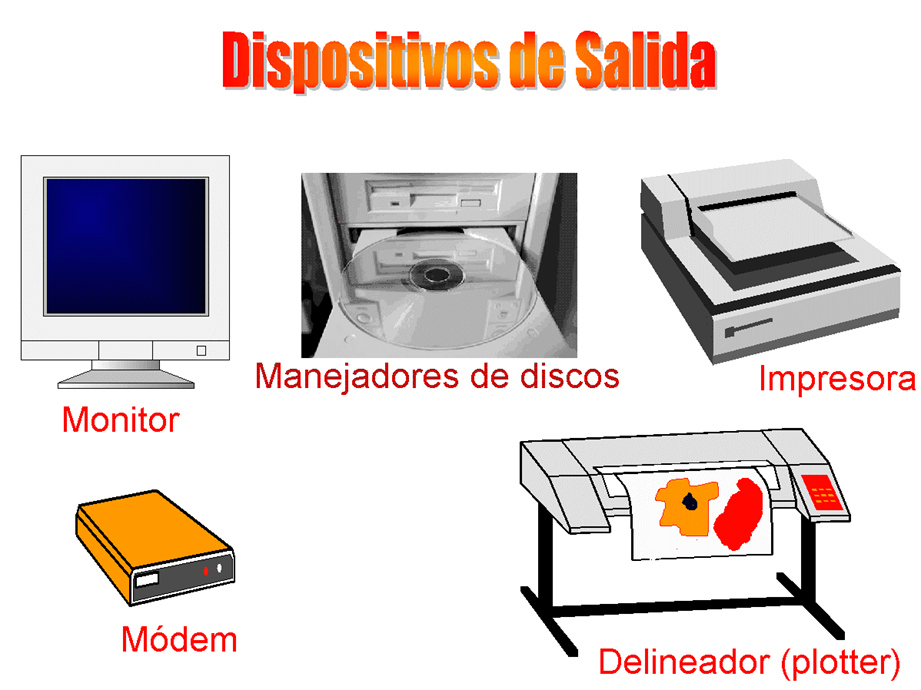 Dispositivos de Salida
Manejadores de discos
Impresora
Monitor
Módem
Delineador (plotter)